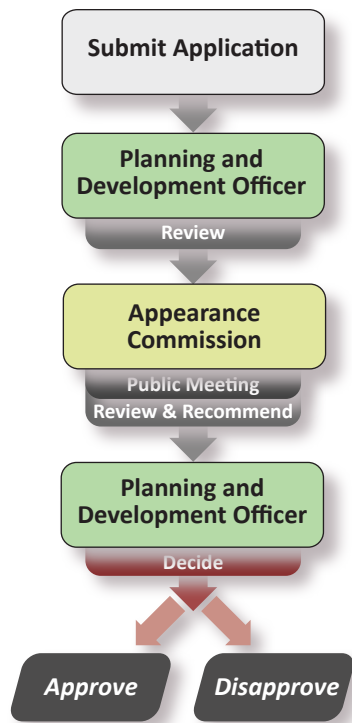 Submit Application
Planning and
Development Officer
Review
Appearance
Commission
Public Meeting
Review & Recommend
Planning and
Development Officer
Decide
Approve
Disapprove